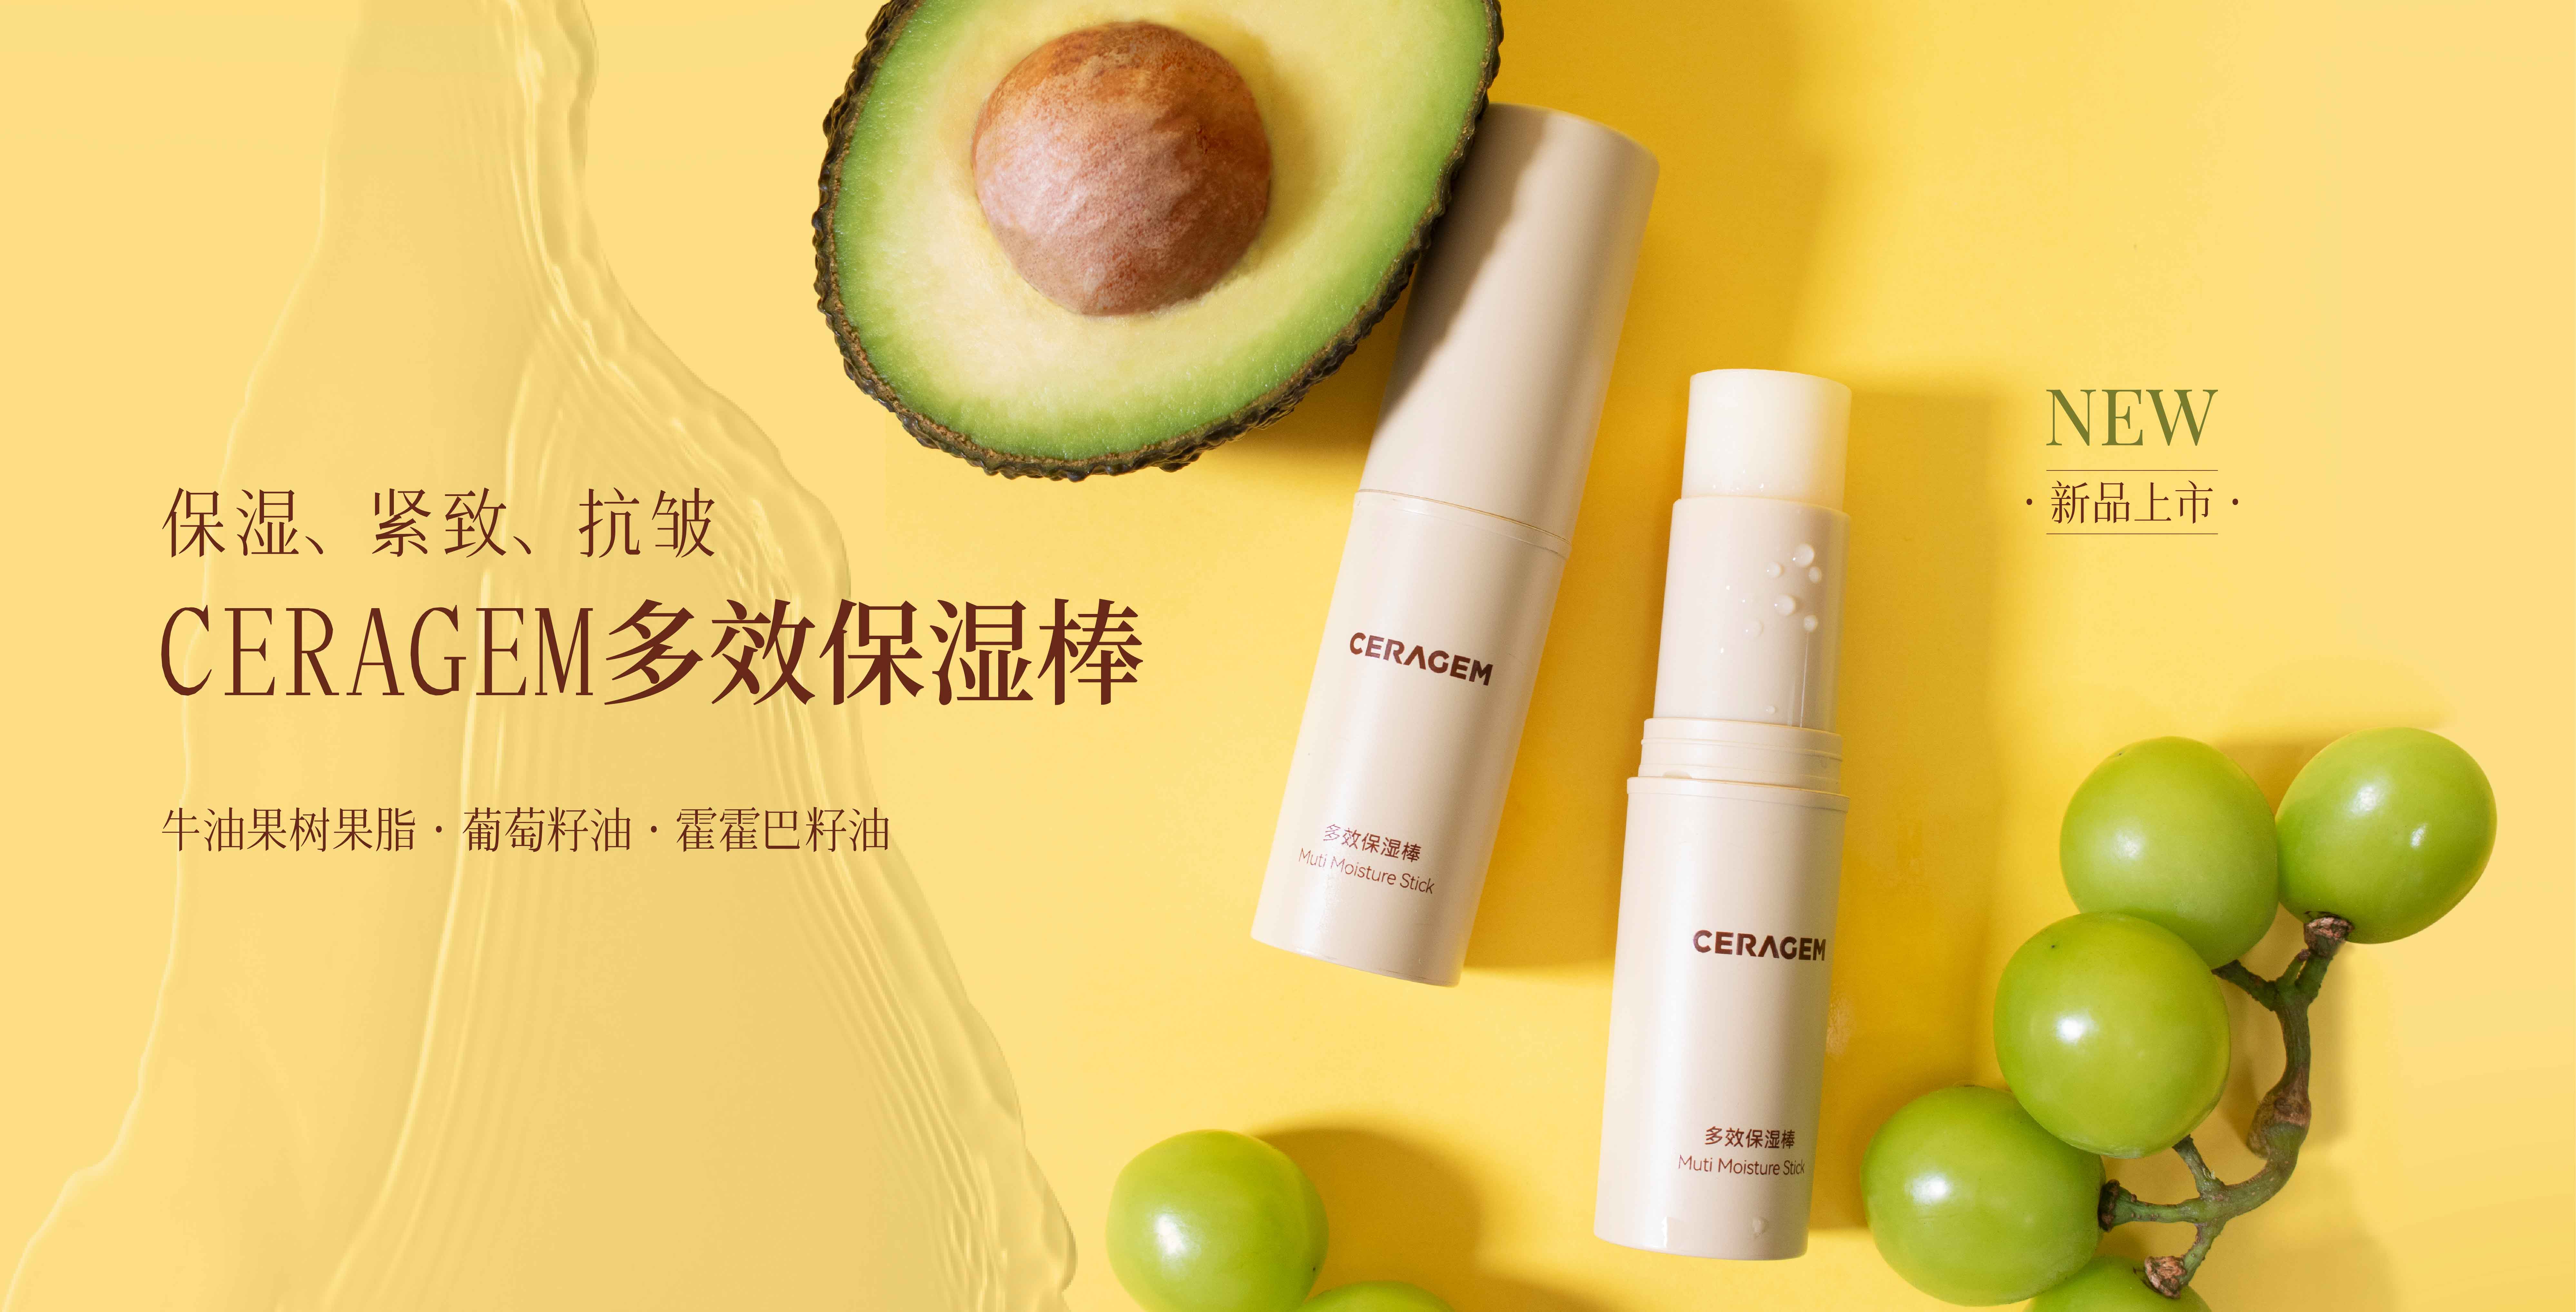 保湿、紧致、抗皱
CERAGEM多效保湿棒
牛油果树果脂·葡萄籽油·霍霍巴籽油
NEW
·新品上市·
CERAGEM
多效保湿棒
Muti Moisture Stick
CERAGEM
多效保湿棒
Muti Moisture Stick